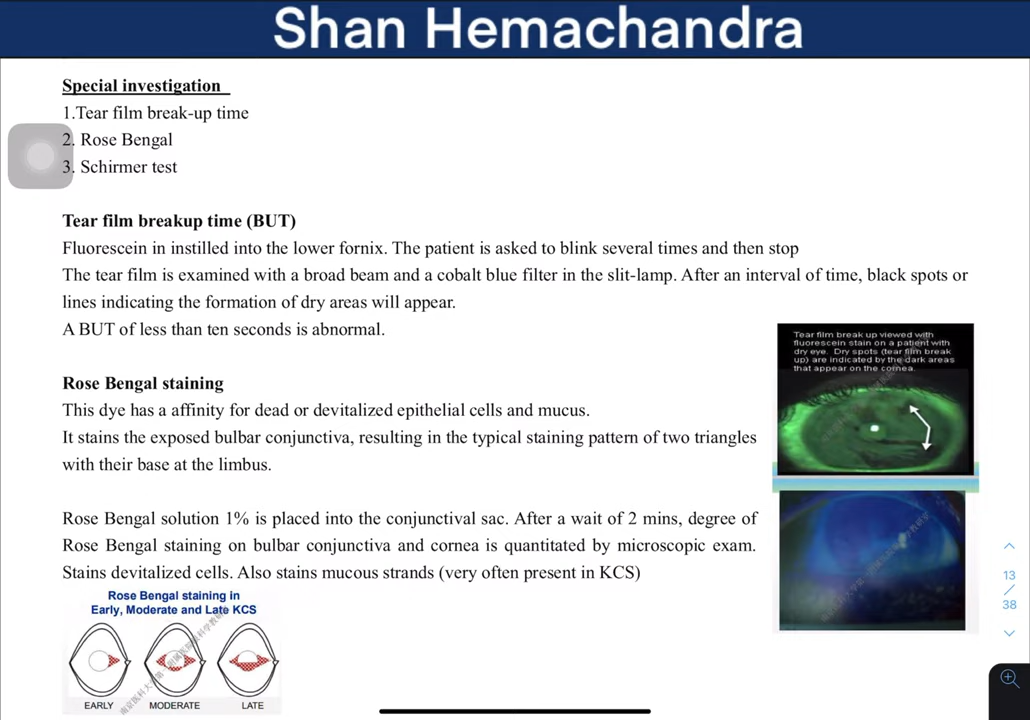 Shan Hemachandra
Special investigation
1.Tear film break-up time
2. Rose Bengal
3. Schirmer test
Tear film breakup time (BUT)
Fluorescein in instilled into the lower fornix. The patient is asked to blink several times and then stop
The tear film is examined with a broad beam and a cobalt blue filter in the slit-lamp. After an interval of time, black spots or
lines indicating the formation of dry areas will appear.
A BUT of less than ten seconds is abnormal.
Tear film break up viewed with
fluorescein stain on a patient with
dry eye. Dry spots (tear film break
up) are indicated by the dark areas
that appear on the cornea.
Rose Bengal staining
This dye has a affinity for dead or devitalized epithelial cells and mucus.
It stains the exposed bulbar conjunctiva, resulting in the typical staining pattern of two triangles
with their base at the limbus.
Rose Bengal solution 1% is placed into the conjunctival sac. After a wait of 2 mins, degree of
Rose Bengal staining on bulbar conjunctiva and cornea is quantitated by microscopic exam.
Stains devitalized cells. Also stains mucous strands (very often present in KCS)
Rose Bengal staining in
Early, Moderate and Late KCS
EARLY MODERATE LATE
13
/
38